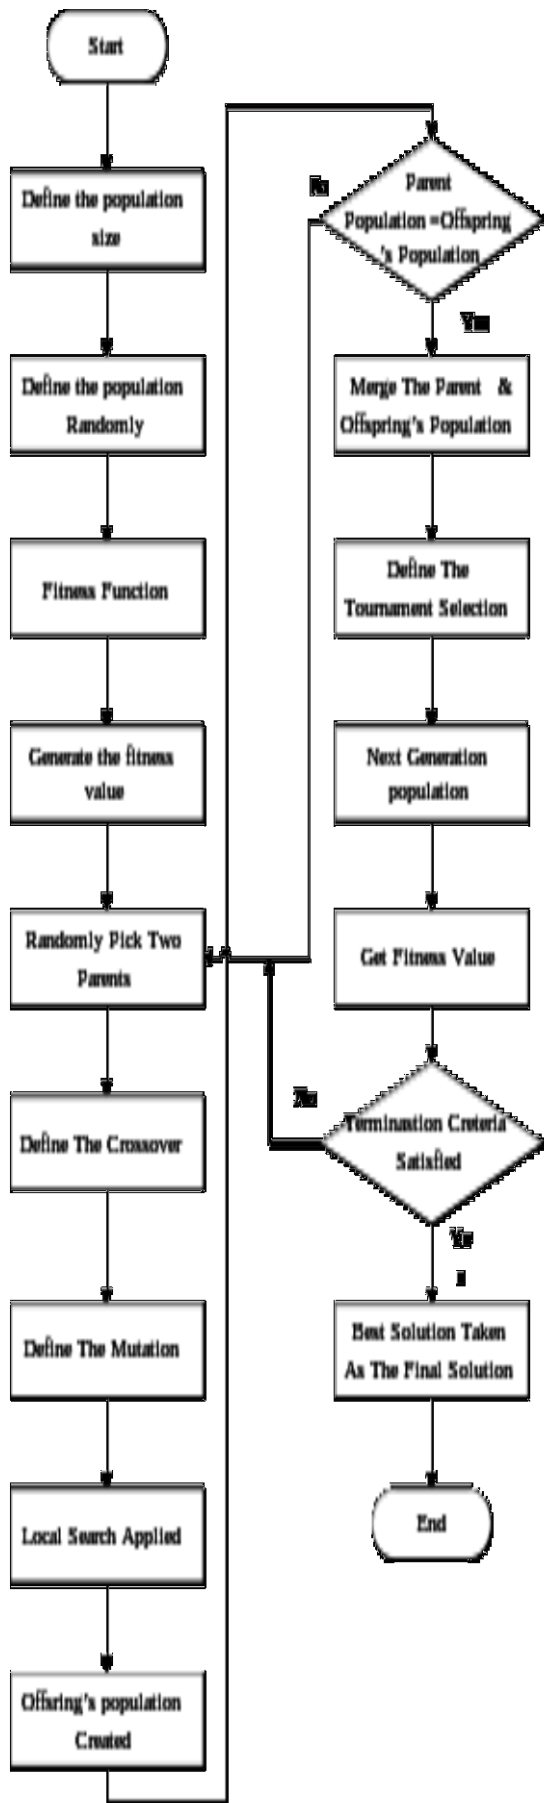 Start
Define the population
size
Define the population
Randomly
Fitness Function
Generate the fitness
value
Randomly Pick Two
Parents
Define The Crossover
Define The Mutation
Local Search Applied
Offsring's population
Created
Parent
Population =Offspring
's Population
No
Yes
Merge The Parent &
Offspring's Population
Define The
Tournament Selection
Next Generation
population
Get Fitness Value
Termination Creteria
Satisfied
No
Ye
s
Best Solution Taken
As The Final Solution
End